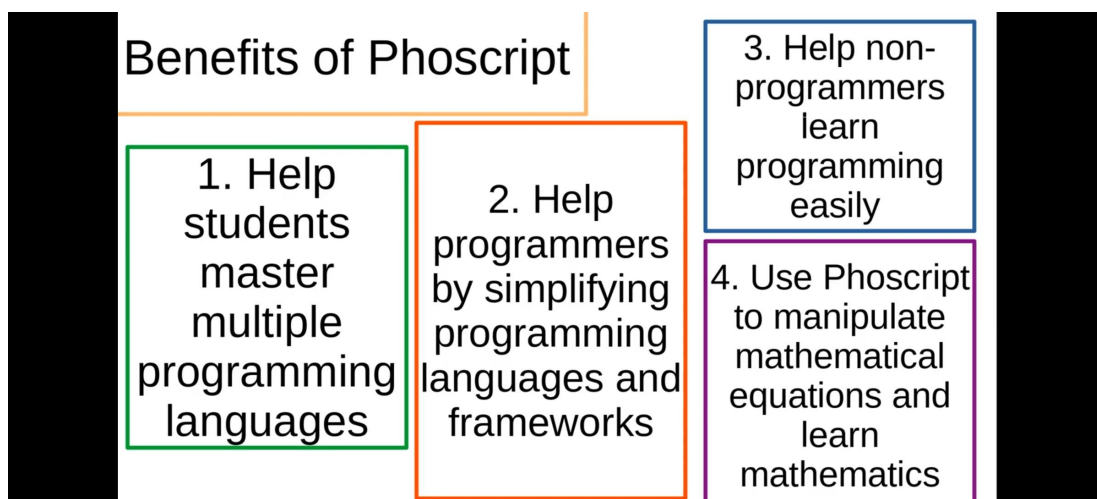 Benefits of Phoscript
1. Help
students
master
multiple
programming
languages
2. Help
programmers
by simplifying
programming
languages and
frameworks
3. Help non-
programmers
learn
programming
easily
4. Use Phoscript
to manipulate
mathematical
equations and
learn
mathematics